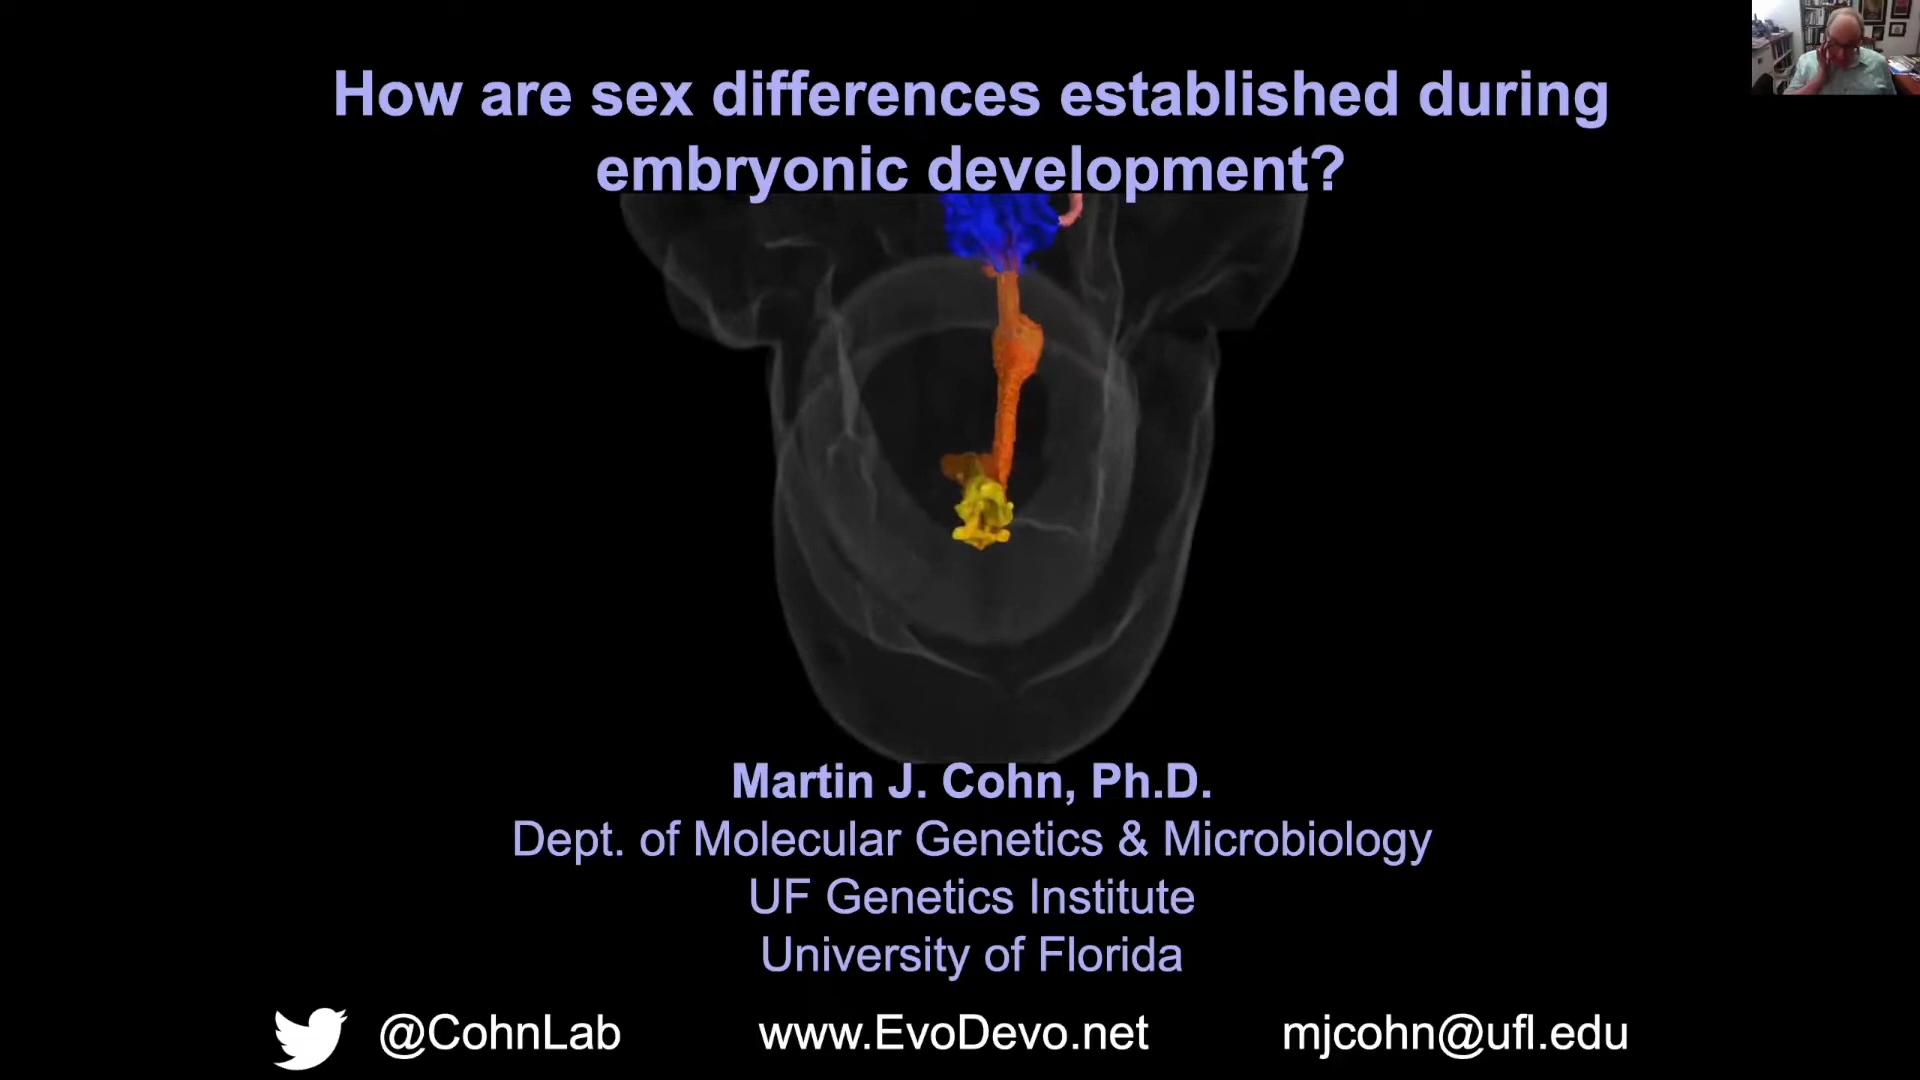 How are sex differences established during
embryonic development?
Martin J. Cohn, Ph.D.
Dept. of Molecular Genetics & Microbiology
UF Genetics Institute
University of Florida
@CohnLab www.EvoDevo.net mjcohn@ufl.edu